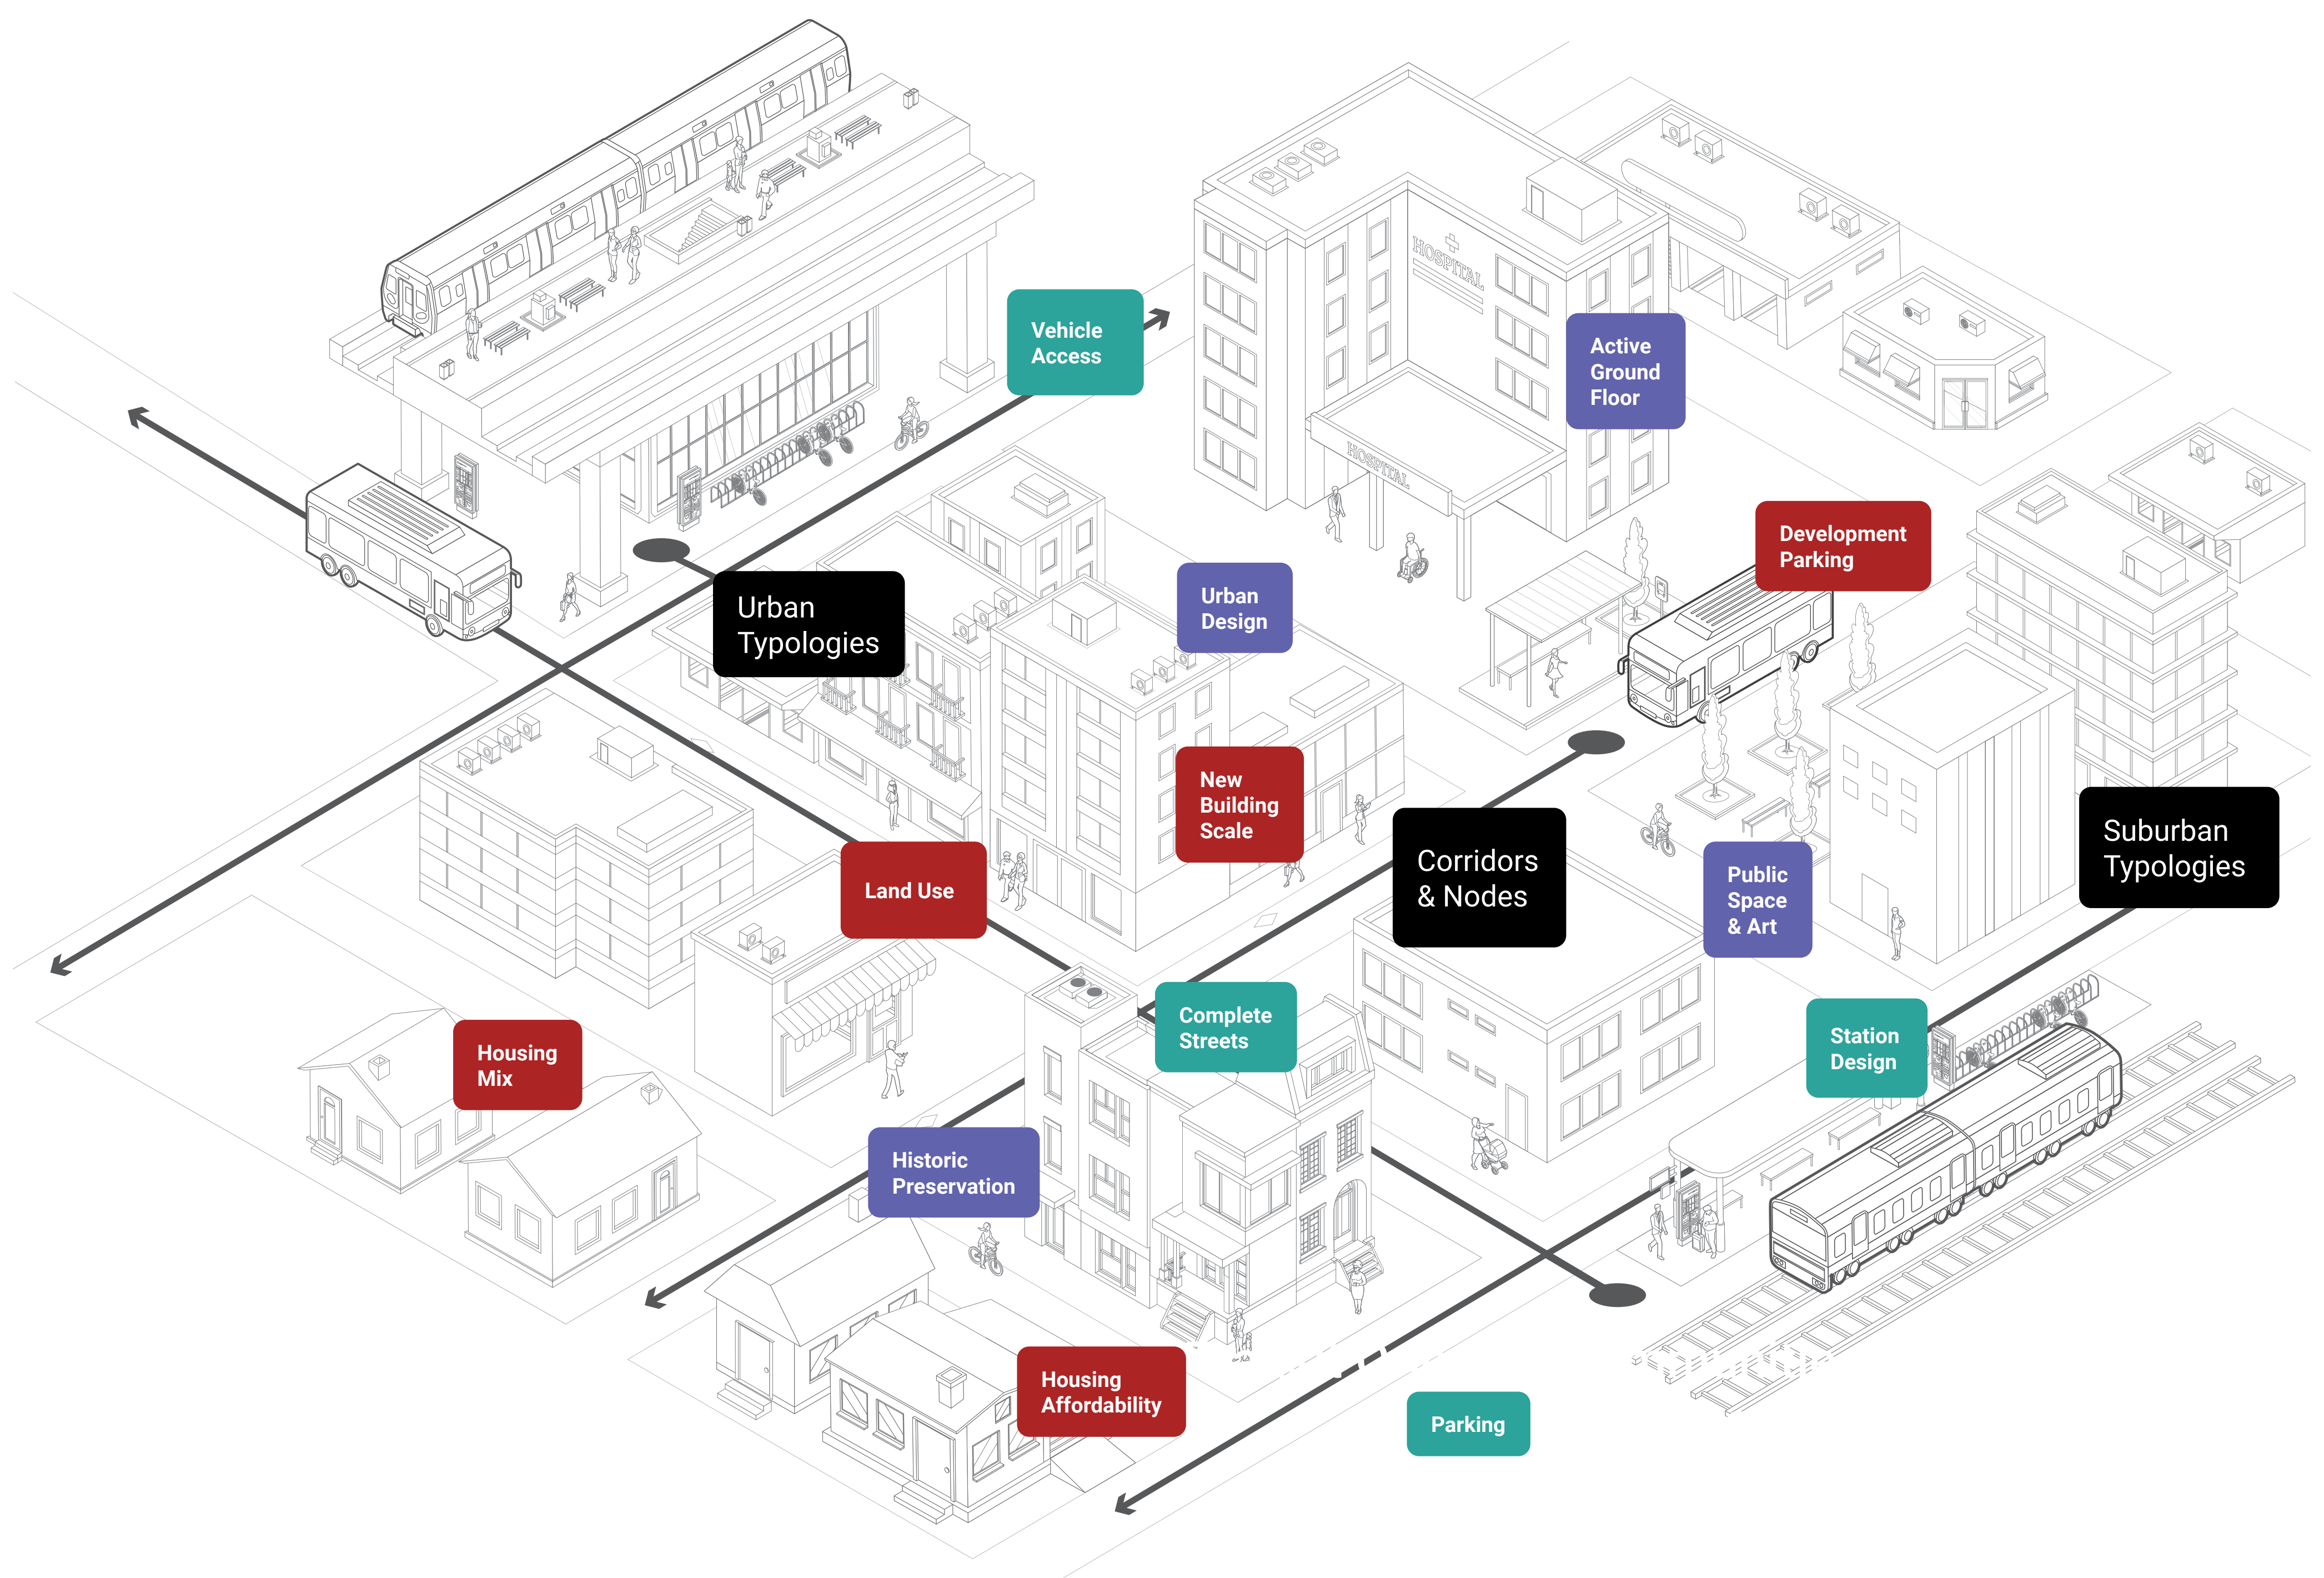 HOSPITAL
Vehicle
Access
Active
Ground
Floor
HOSPITAL
Development
Parking
Urban
Typologies
Urban
Design
New
Building
Scale
Land Use
Corridors
& Nodes
Public
Space
& Art
Suburban
Typologies
Complete
Streets
Station
Design
Housing
Mix
Historic
Preservation
Housing
Affordability
Parking